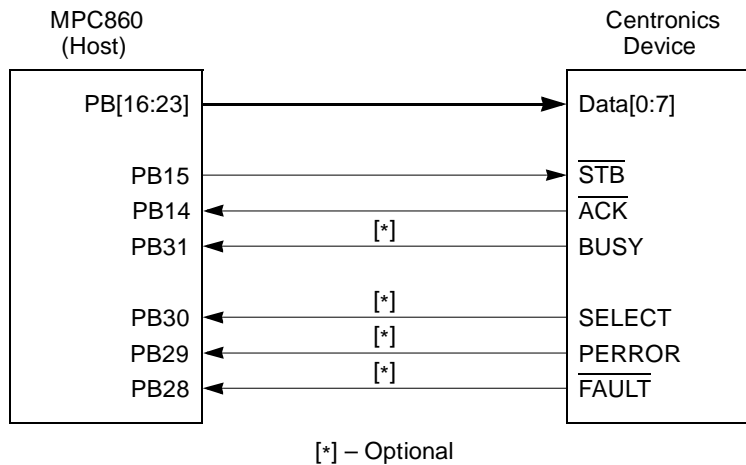 MPC860 Centronics
(Host) Device
PB[16:23] Data[0:7]
PB15 STB
PB14 ACK
[*]
PB31 BUSY
[*]
PB30 SELECT
[*]
PB29 PERROR
[*]
PB28 FAULT
[*] – Optional